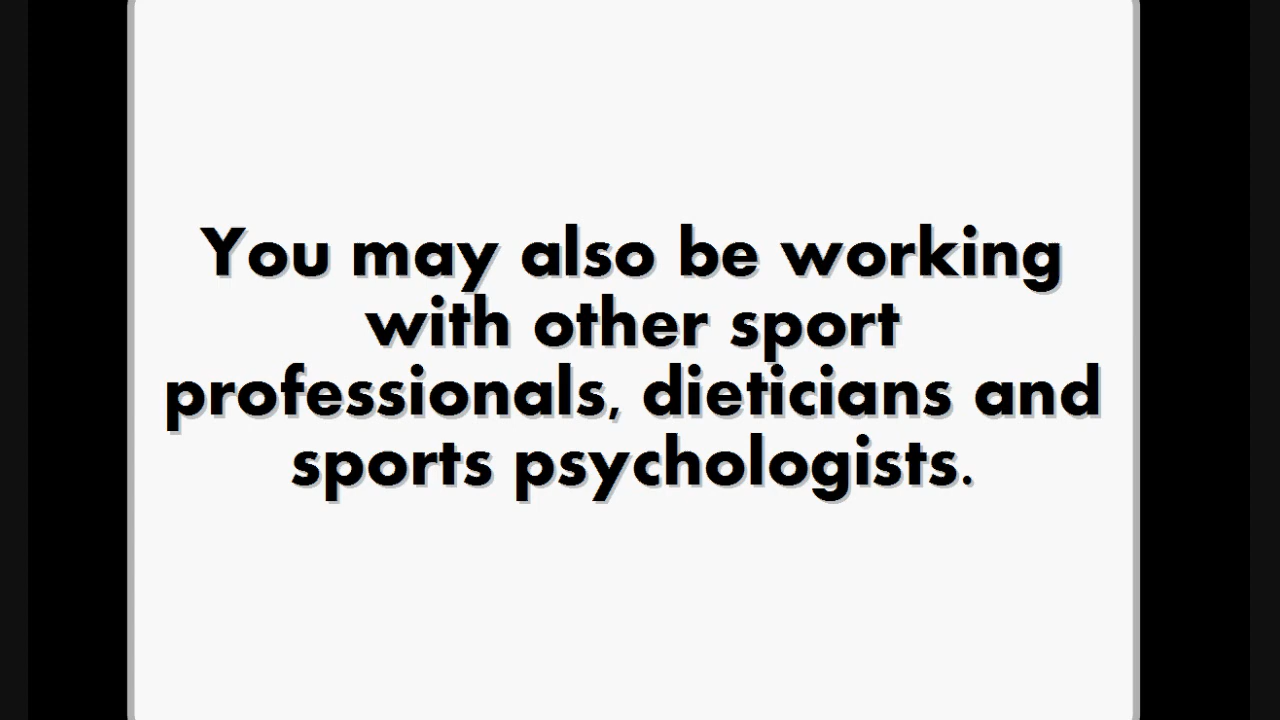 You may also be working
with other sport
professionals, dieticians and
sports psychologists.